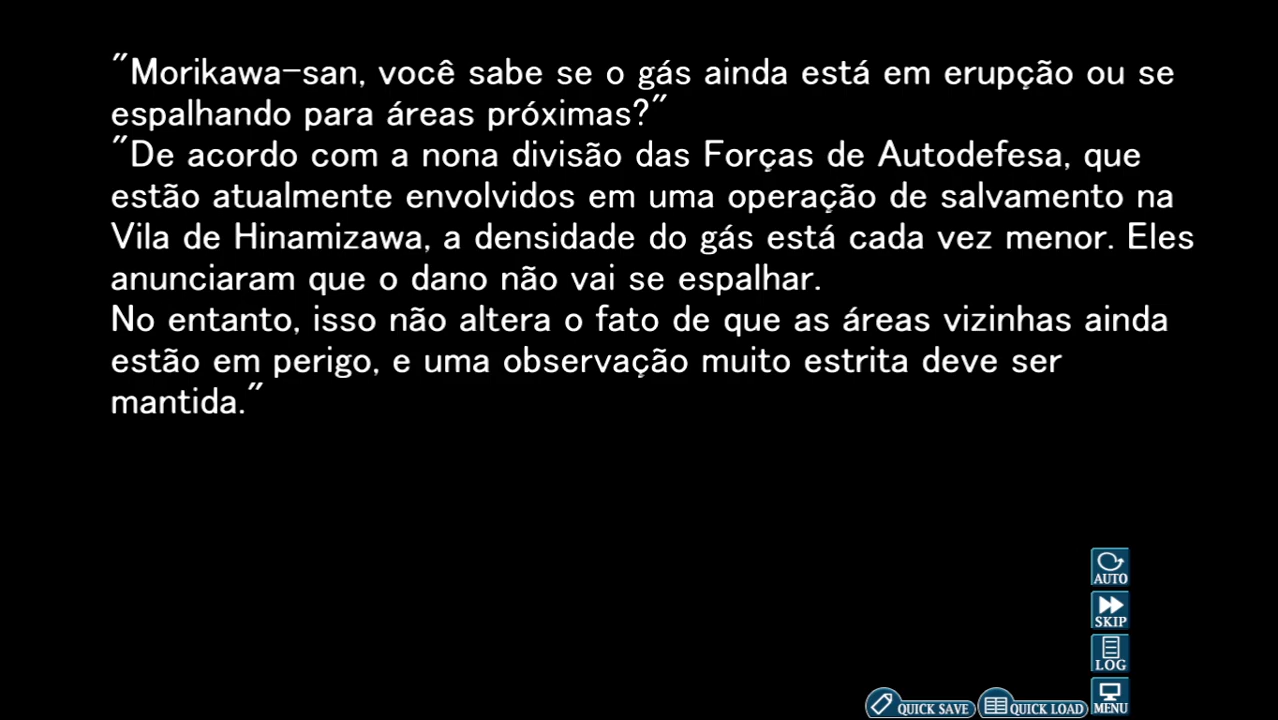 "Morikawa-san, você sabe se o gás ainda está em erupção ou se
espalhando para áreas próximas?"
"De acordo com a nona divisão das Forças de Autodefesa, que
estão atualmente envolvidos em uma operação de salvamento na
Vila de Hinamizawa, a densidade do gás está cada vez menor. Eles
anunciaram que o dano não vai se espalhar.
No entanto, isso não altera o fato de que as áreas vizinhas ainda
estão em perigo, e uma observação muito estrita deve ser
mantida."
AUTO
SKIP
LOG
QUICK SAVE QUICK LOAD MENU